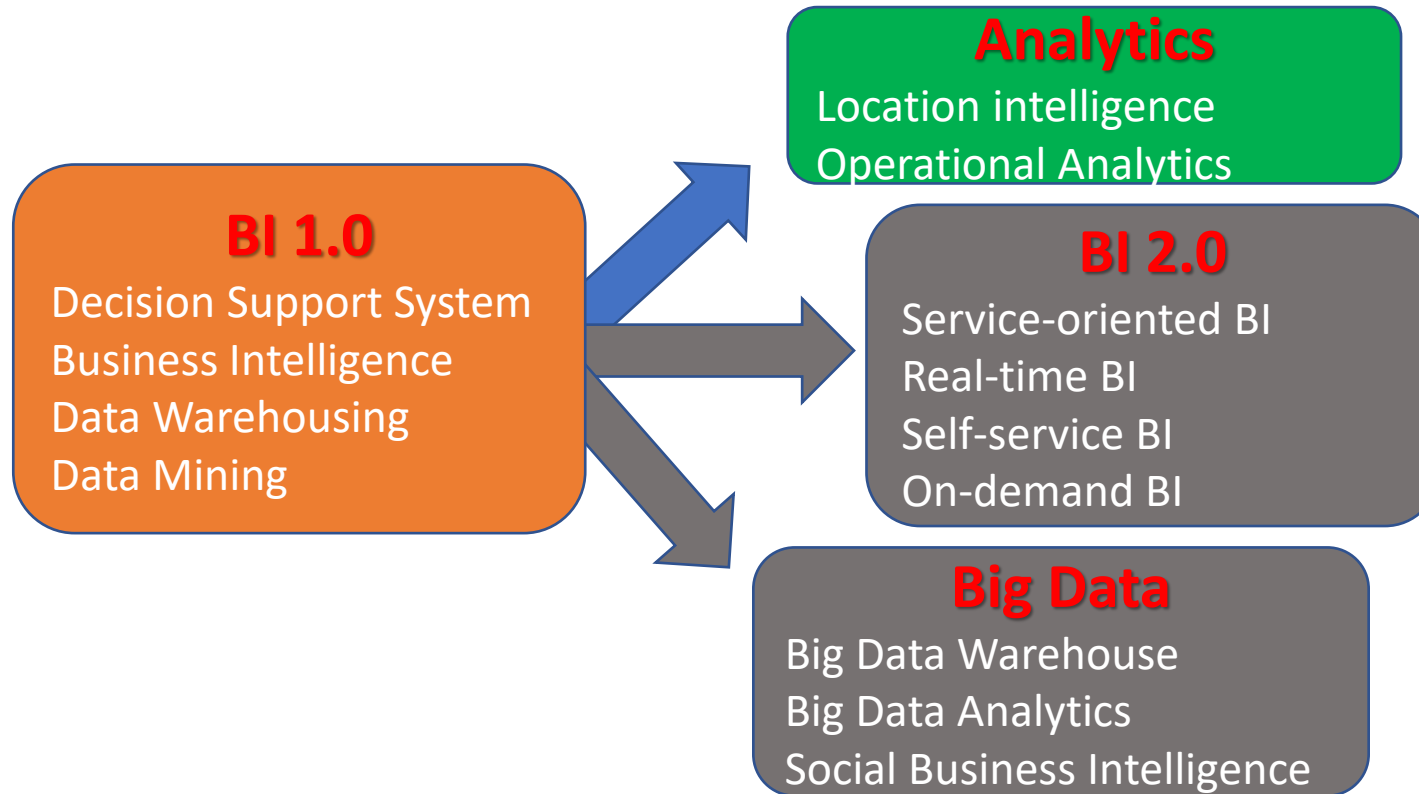 BI 1.0
Decision Support System
Business Intelligence
Data Warehousing
Data Mining
Analytics
Location intelligence
Operational Analytics
BI 2.0
Service-oriented BI
Real-time BI
Self-service BI
On-demand BI
Big Data
Big Data Warehouse
Big Data Analytics
Social Business Intelligence